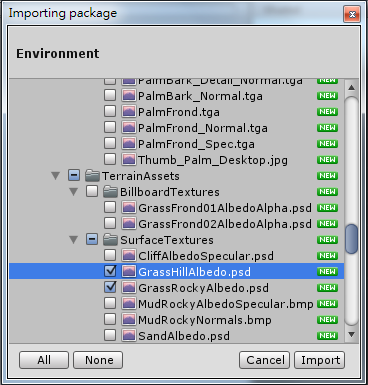 Importing package
Environment
PalmBark_Detail_Normal.tga NEW
PalmBark_Normal.tga NEW
PalmFrond.tga NEW
PalmFrond_Normal.tga NEW
PalmFrond_Spec.tga NEW
Thumb_Palm_Desktop.jpg NEW
TerrainAssets
BillboardTextures
GrassFrond01AlbedoAlpha.psd NEW
GrassFrond02AlbedoAlpha.psd NEW
SurfaceTextures
CliffAlbedoSpecular.psd NEW
GrassHillAlbedo.psd NEW
GrassRockyAlbedo.psd NEW
MudRockyAlbedoSpecular.bmp NEW
MudRockyNormals.bmp NEW
SandAlbedo.psd NEW
All None Cancel Import